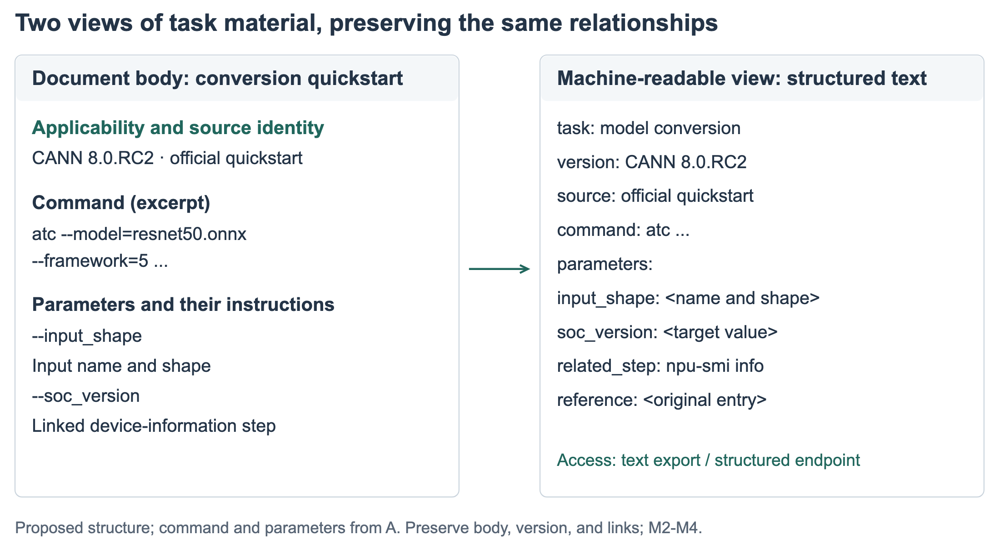 Two views of task material, preserving the same relationships
Document body: conversion quickstart
Applicability and source identity
CANN 8.0.RC2 · official quickstart
Command (excerpt)
atc --model=resnet50.onnx
--framework=5 ...
Parameters and their instructions
--input_shape
Input name and shape
--soc_version
Linked device-information step
Machine-readable view: structured text
task: model conversion
version: CANN 8.0.RC2
source: official quickstart
command: atc ...
parameters:
input_shape: <name and shape>
soc_version: <target value>
related_step: npu-smi info
reference: <original entry>
Access: text export / structured endpoint
Proposed structure; command and parameters from A. Preserve body, version, and links; M2-M4.